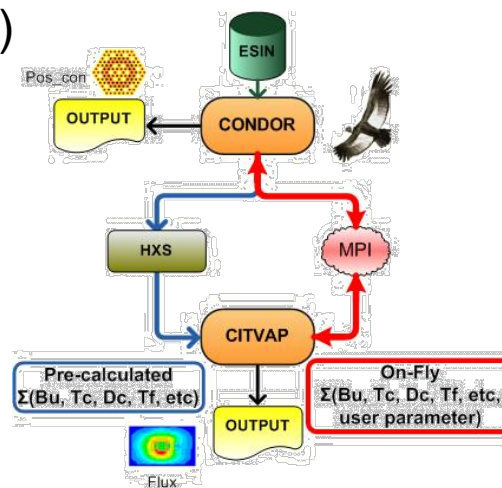 )
ESIN
Pos_con
OUTPUT
CONDOR
HXS
MPI
CITVAP
Pre-calculated
Σ(Bu, Tc, Dc, Tf, etc)
On-Fly
Σ(Bu, Tc, Dc, Tf, etc,
user parameter)
OUTPUT
Flux